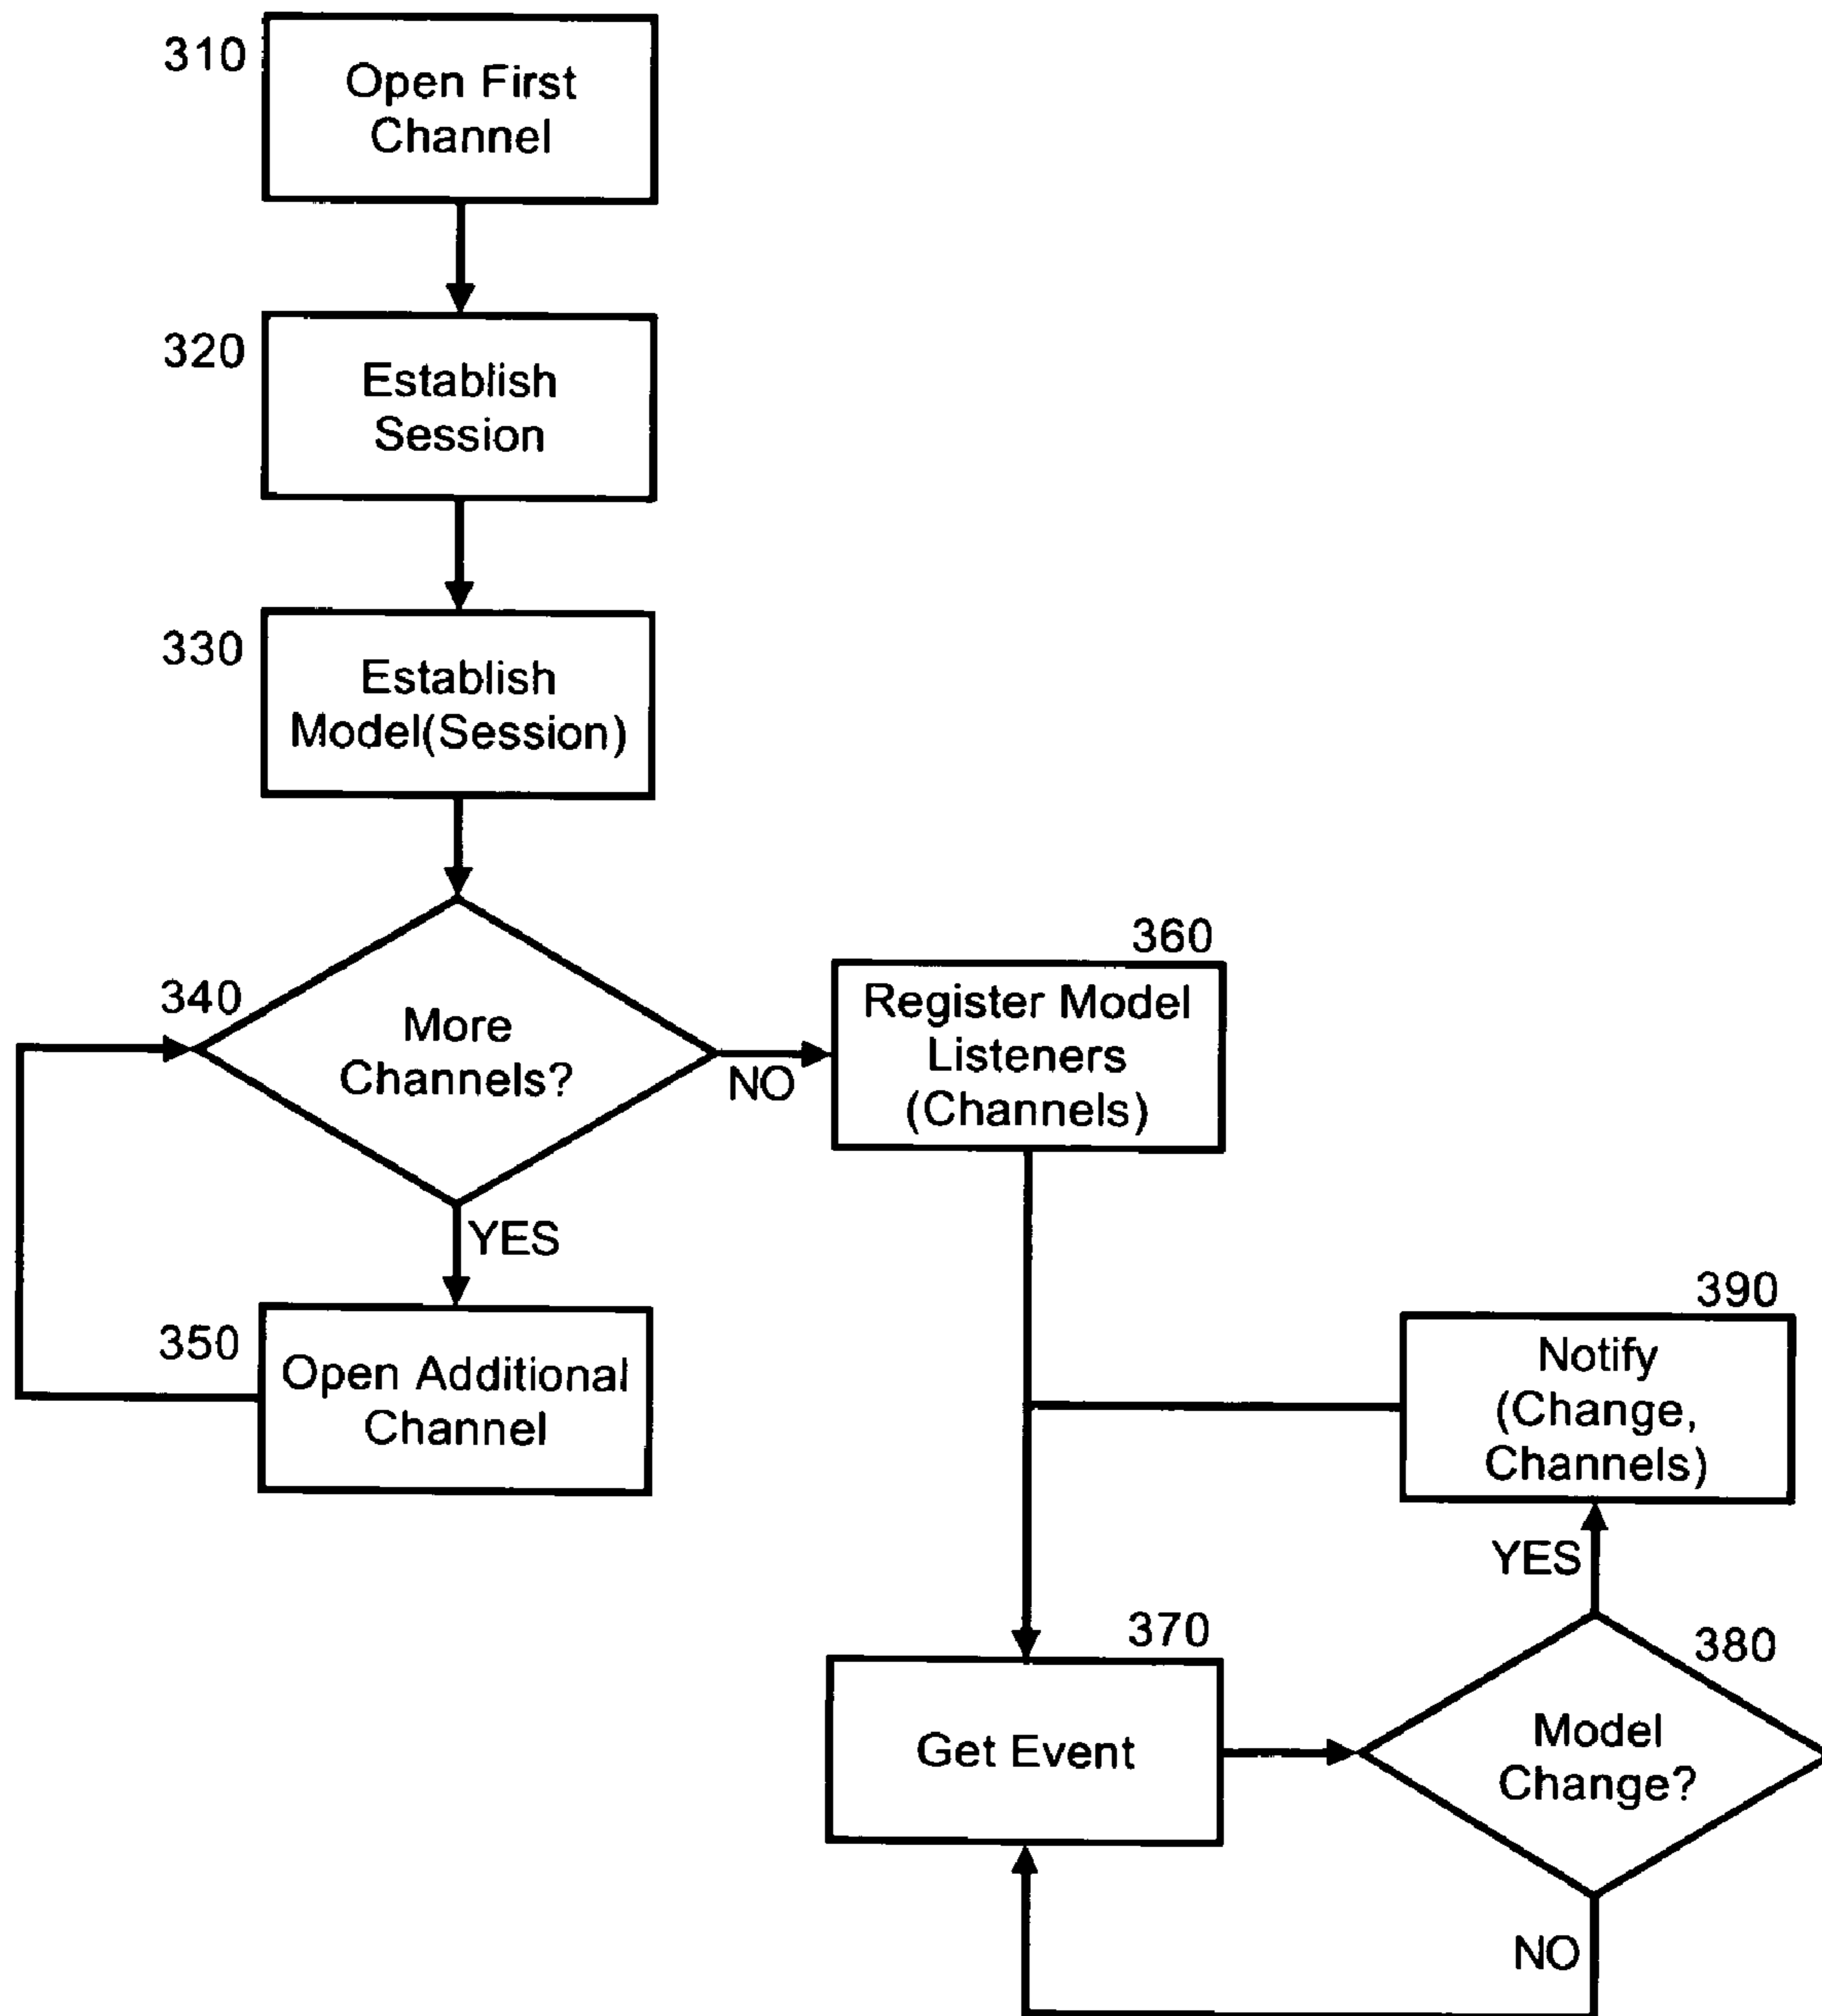 310
Open First
Channel
320
Establish
Session
330
Establish
Model(Session)
340
More
Channels?
NO
YES
350
Open Additional
Channel
360
Register Model
Listeners
(Channels)
390
Notify
(Change,
Channels)
YES
370
Get Event
380
Model
Change?
NO